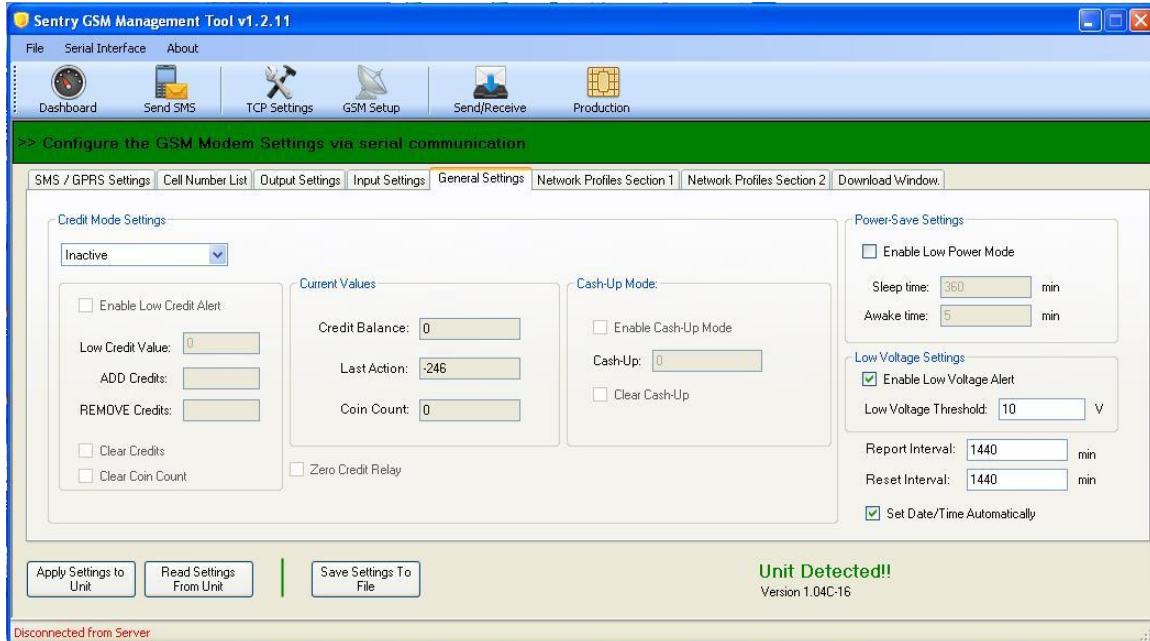 Sentry GSM Management Tool v1.2.11
File Serial Interface About
Dashboard Send SMS TCP Settings GSM Setup Send/Receive Production
>> Configure the GSM Modem Settings via serial communication
SMS / GPRS Settings Cell Number List Output Settings Input Settings General Settings Network Profiles Section 1 Network Profiles Section 2 Download Window.
Credit Mode Settings
Inactive
Enable Low Credit Alert
Low Credit Value: 0
ADD Credits:
REMOVE Credits:
Clear Credits
Clear Coin Count
Current Values
Credit Balance: 0
Last Action: -246
Coin Count: 0
Zero Credit Relay
Cash-Up Mode:
Enable Cash-Up Mode
Cash-Up: 0
Clear Cash-Up
Power-Save Settings
Enable Low Power Mode
Sleep time: 360 min
Awake time: 5 min
Low Voltage Settings
Enable Low Voltage Alert
Low Voltage Threshold: 10 V
Report Interval: 1440 min
Reset Interval: 1440 min
Set Date/Time Automatically
Apply Settings to
Unit
Read Settings
From Unit
Save Settings To
File
Unit Detected!!
Version 1.04C-16
Disconnected from Server